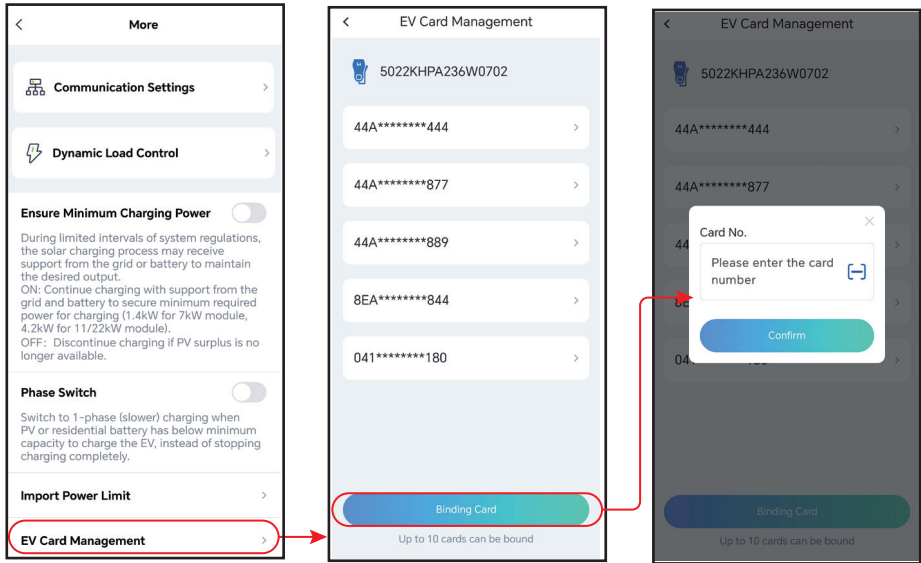 More
Communication Settings
Dynamic Load Control
Ensure Minimum Charging Power
During limited intervals of system regulations,
the solar charging process may receive
support from the grid or battery to maintain
the desired output.
ON: Continue charging with support from the
grid and battery to secure minimum required
power for charging (1.4kW for 7kW module,
4.2kW for 11/22kW module).
OFF: Discontinue charging if PV surplus is no
longer available.
Phase Switch
Switch to 1-phase (slower) charging when
PV or residential battery has below minimum
capacity to charge the EV, instead of stopping
charging completely.
Import Power Limit
EV Card Management
EV Card Management
5022KHPA236W0702
44A********444
44A********877
44A********889
8EA********844
041********180
Binding Card
Up to 10 cards can be bound
EV Card Management
5022KHPA236W0702
44A********444
44A********877
Card No.
44
Please enter the card
number
8E
Confirm
04
Binding Card
Up to 10 cards can be bound